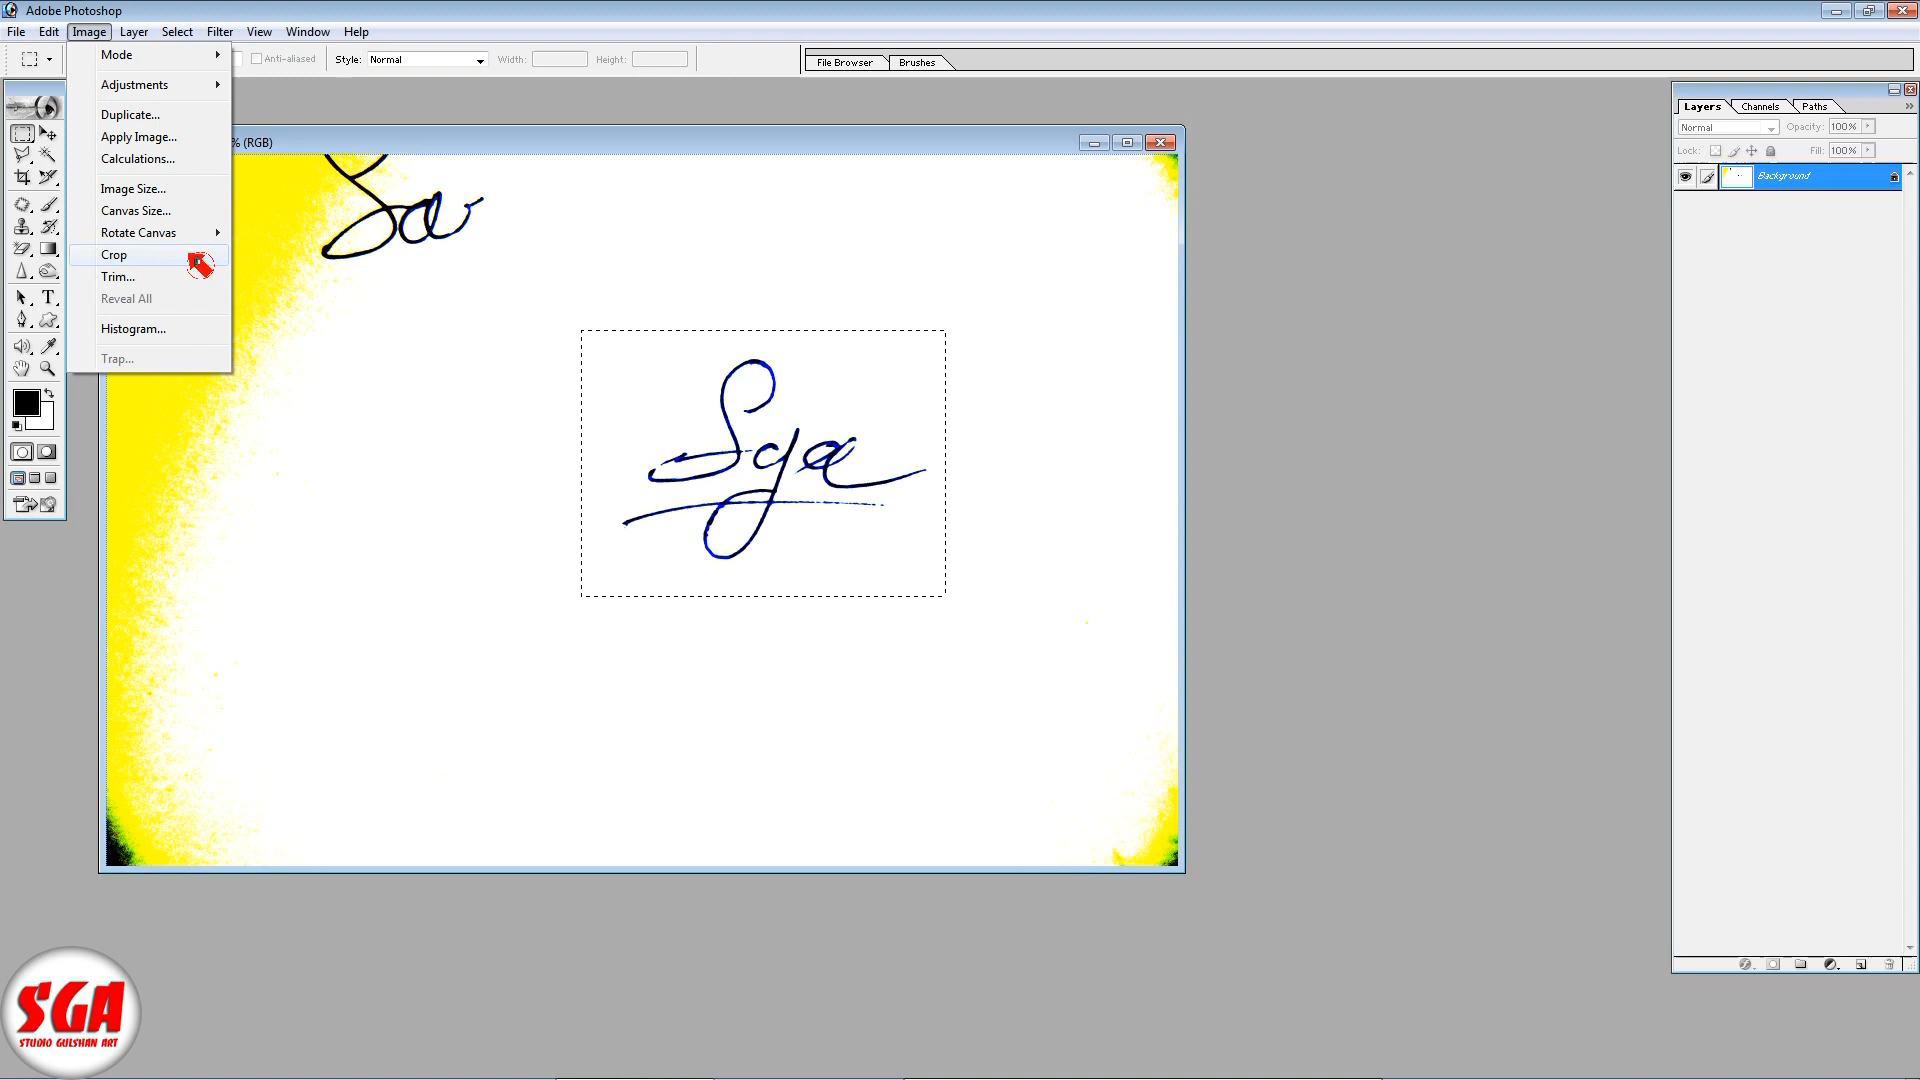 Adobe Photoshop
File Edit Image Layer Select Filter View Window Help
Anti-aliased Style: Normal Width: Height: File Browser Brushes
Mode
Adjustments
Duplicate...
Apply Image...
Calculations...
Image Size...
Canvas Size...
Rotate Canvas
Crop
Trim...
Reveal All
Histogram...
Trap...
% (RGB)
Sga
Layers Channels Paths
Normal Opacity: 100%
Lock: Fill: 100%
Background
SGA
STUDIO GULSHAN ART